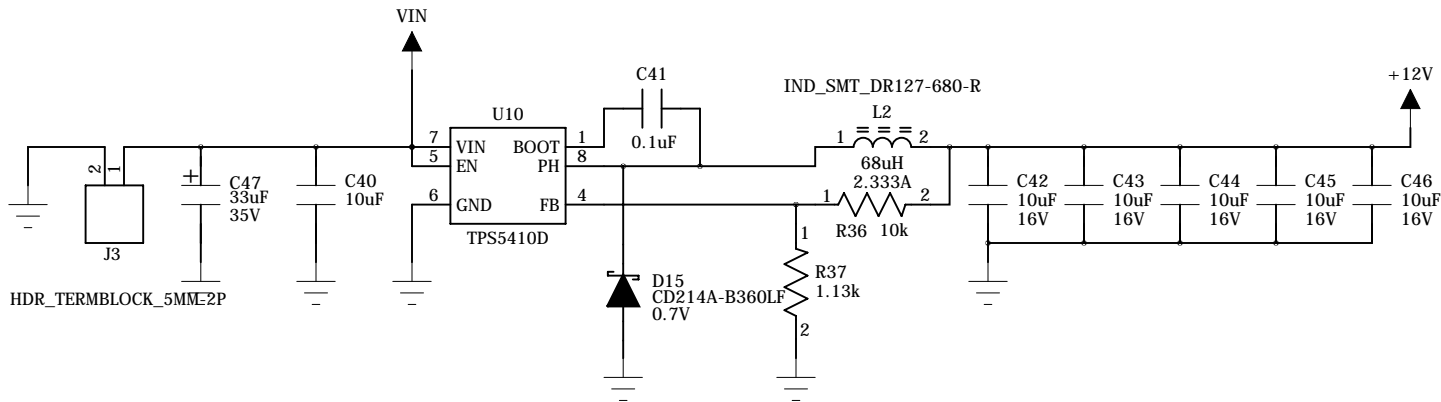 VIN
+12V
C41
0.1uF
IND_SMT_DR127-680-R
L2
1 2
68uH
2.333A
U10
7 VIN BOOT 1
5 EN PH 8
6 GND FB 4
TPS5410D
2 1
J3
HDR_TERMBLOCK_5MM-2P
+
C47
33uF
35V
C40
10uF
1 2
R36 10k
1
R37
1.13k
2
D15
CD214A-B360LF
0.7V
C42
10uF
16V
C43
10uF
16V
C44
10uF
16V
C45
10uF
16V
C46
10uF
16V